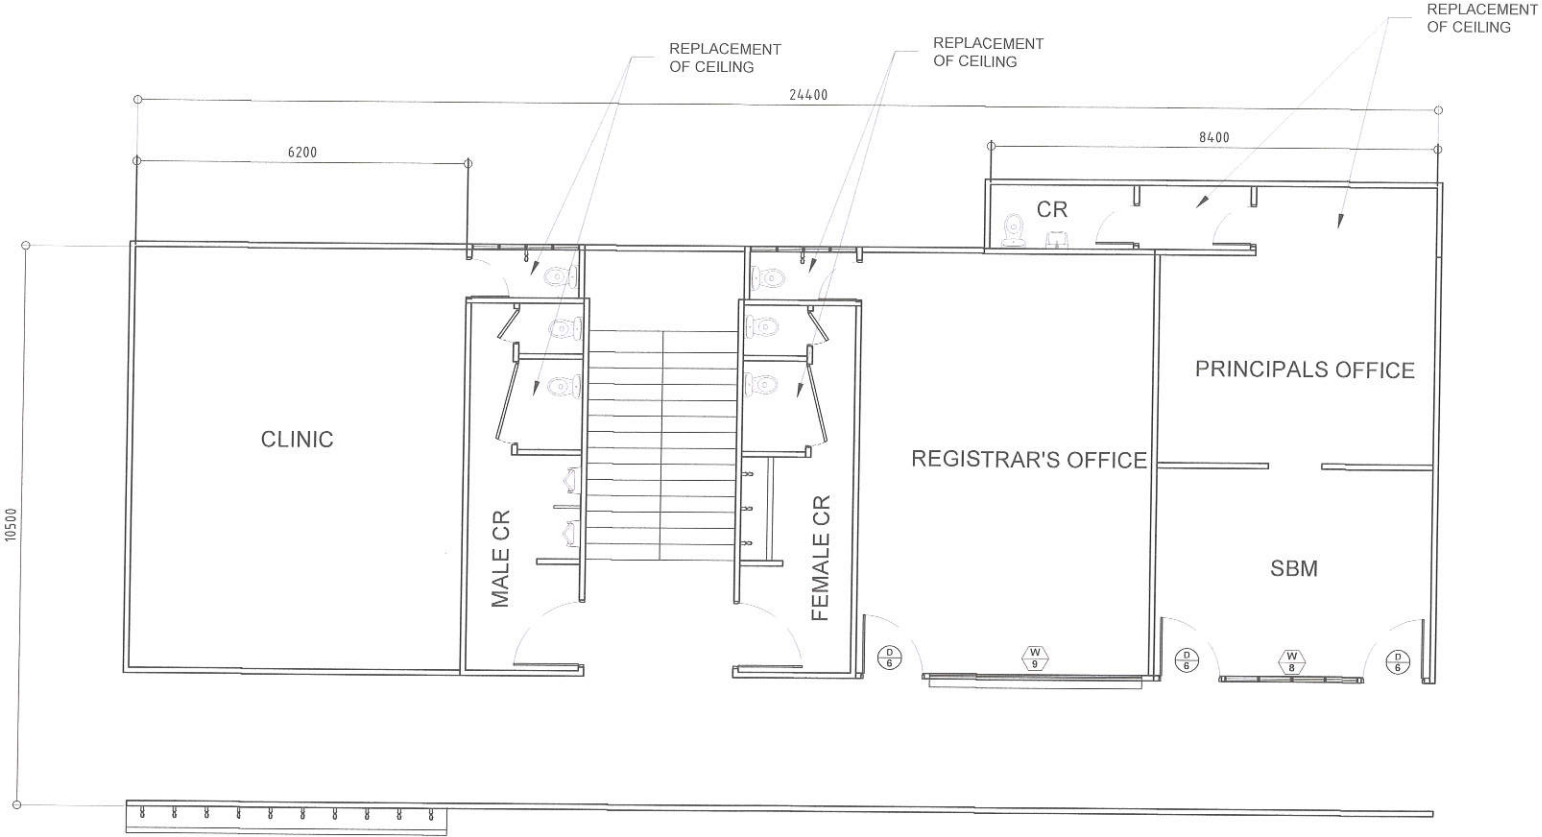 REPLACEMENT
OF CEILING
REPLACEMENT
OF CEILING
REPLACEMENT
OF CEILING
24400
6200
8400
CR
PRINCIPALS OFFICE
CLINIC
REGISTRAR'S OFFICE
10500
MALE CR
FEMALE CR
SBM
D
6
W
9
D
6
W
8
D
6